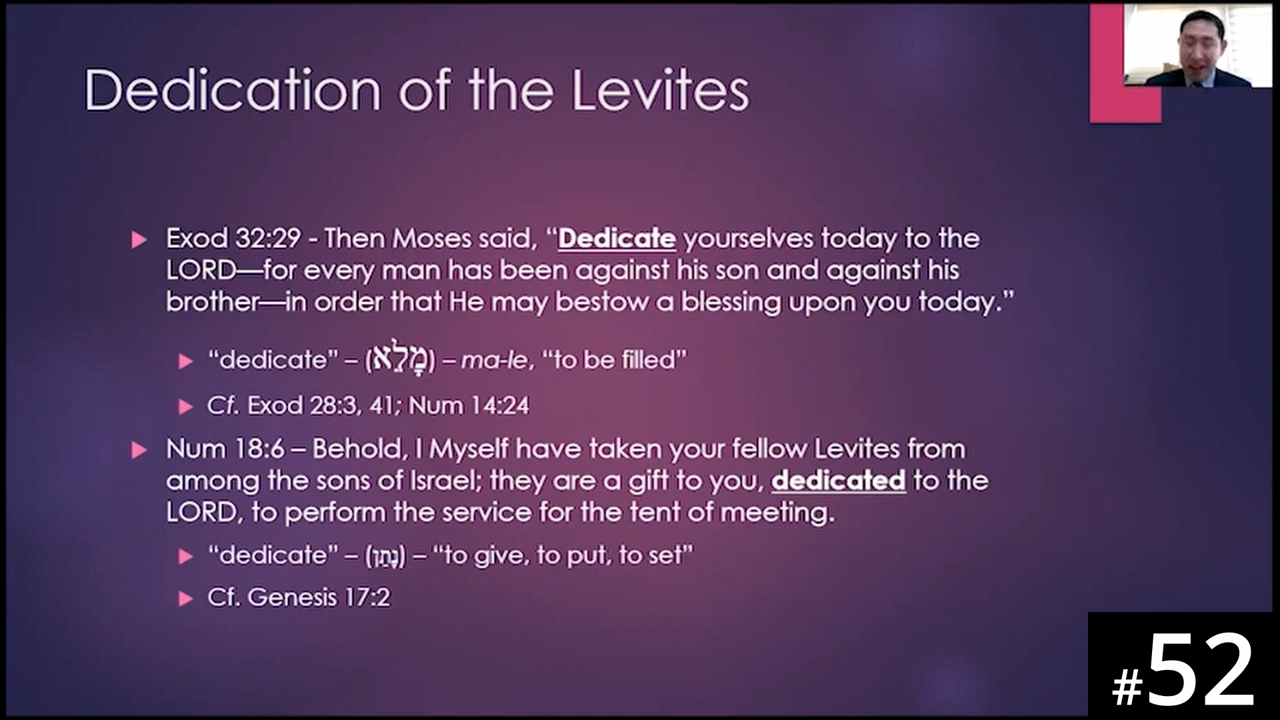 Dedication of the Levites
Exod 32:29 - Then Moses said, “Dedicate yourselves today to the
LORD—for every man has been against his son and against his
brother—in order that He may bestow a blessing upon you today.”
“dedicate” – (מָלֵא) – ma-le, “to be filled”
Cf. Exod 28:3, 41; Num 14:24
Num 18:6 – Behold, I Myself have taken your fellow Levites from
among the sons of Israel; they are a gift to you, dedicated to the
LORD, to perform the service for the tent of meeting.
“dedicate” – (נָתַן) – “to give, to put, to set”
Cf. Genesis 17:2
#52